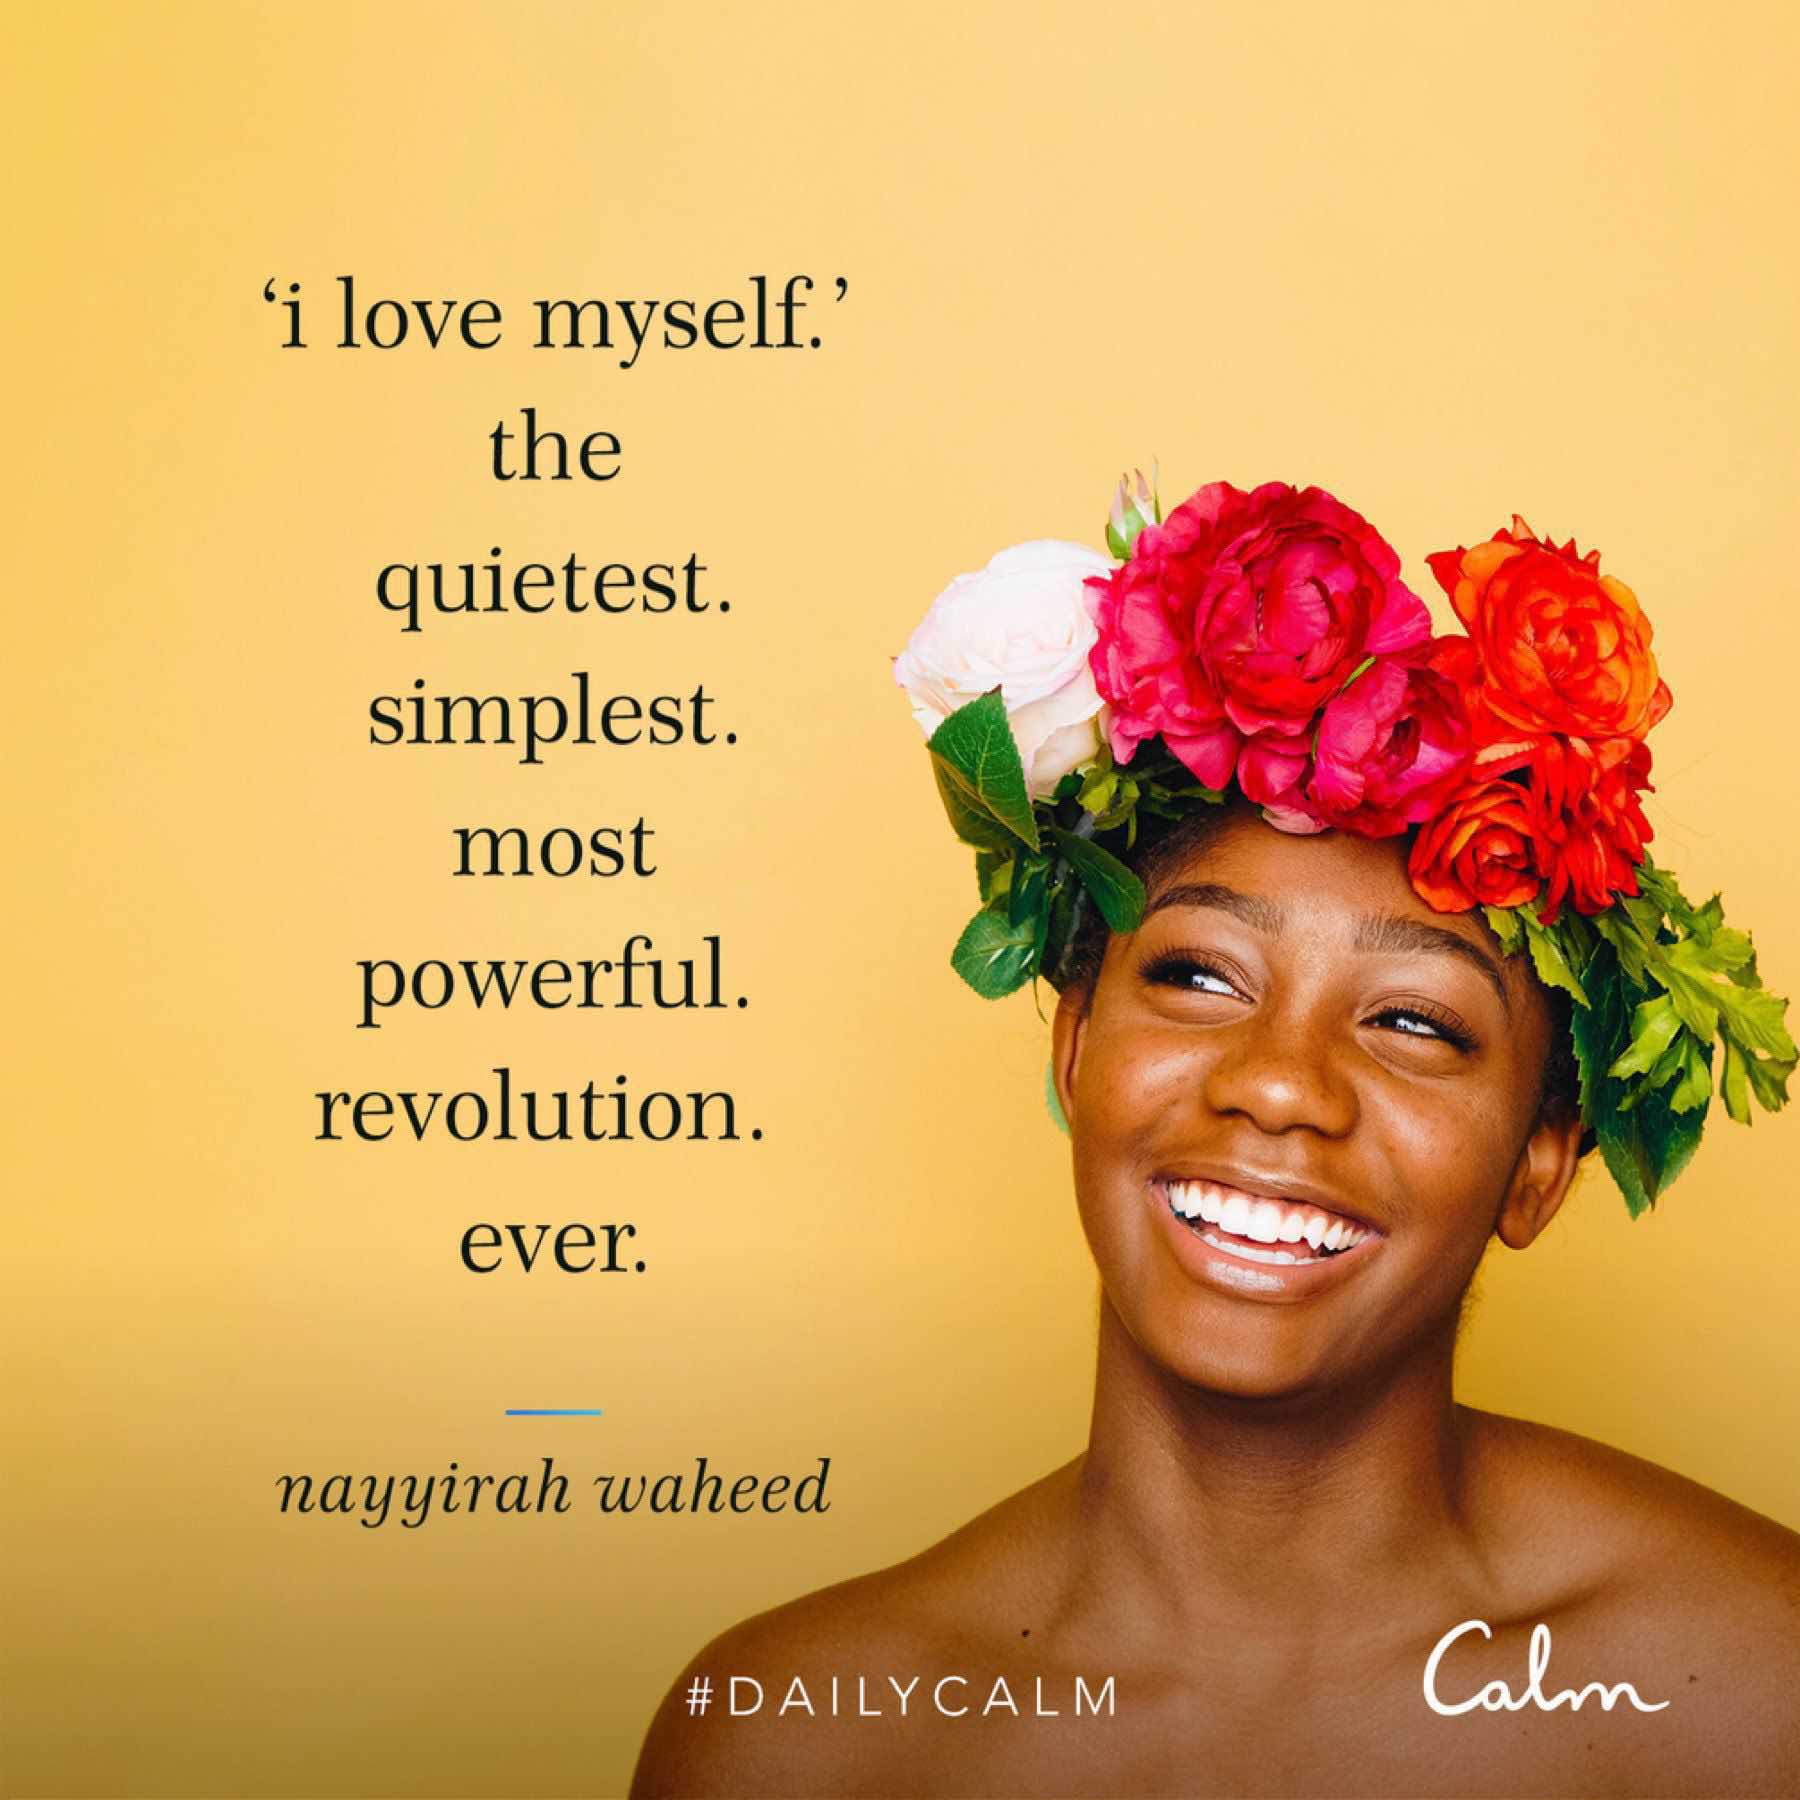 ‘i love myself.’
the
quietest.
simplest.
most
powerful.
revolution.
ever.
nayyirah waheed
#DAILYCALM
Calm